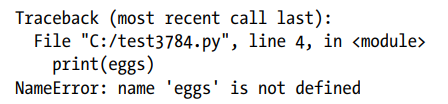 Traceback (most recent call last):
  File "C:/test3784.py", line 4, in <module>
    print(eggs)
NameError: name 'eggs' is not defined